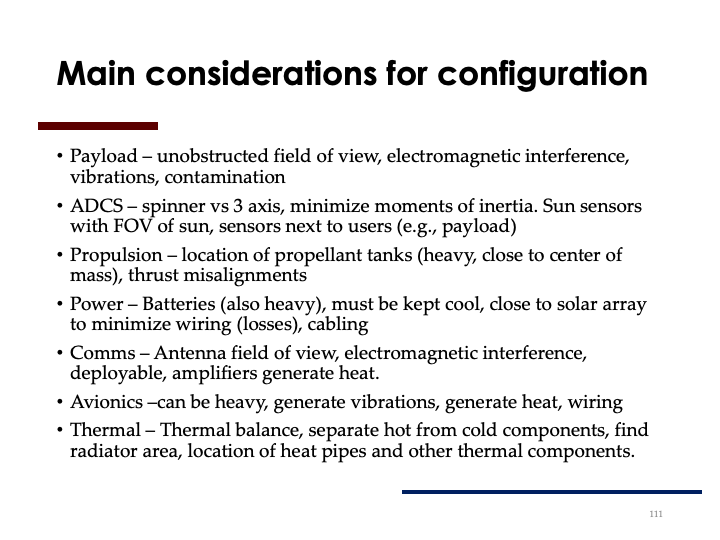 Main considerations for configuration
• Payload – unobstructed field of view, electromagnetic interference,
vibrations, contamination
• ADCS – spinner vs 3 axis, minimize moments of inertia. Sun sensors
with FOV of sun, sensors next to users (e.g., payload)
• Propulsion – location of propellant tanks (heavy, close to center of
mass), thrust misalignments
• Power – Batteries (also heavy), must be kept cool, close to solar array
to minimize wiring (losses), cabling
• Comms – Antenna field of view, electromagnetic interference,
deployable, amplifiers generate heat.
• Avionics –can be heavy, generate vibrations, generate heat, wiring
• Thermal – Thermal balance, separate hot from cold components, find
radiator area, location of heat pipes and other thermal components.
111